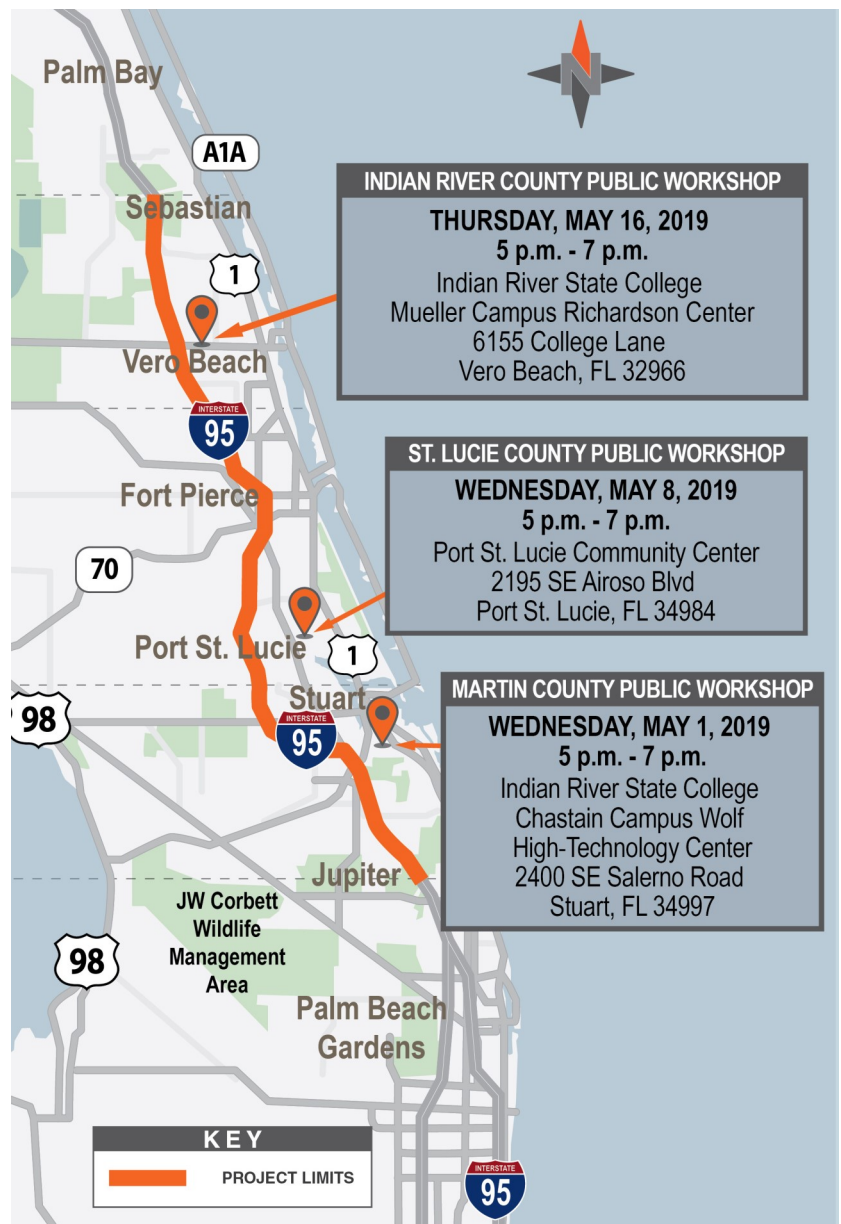 Palm Bay
N
A1A
Sebastian
INDIAN RIVER COUNTY PUBLIC WORKSHOP
THURSDAY, MAY 16, 2019
5 p.m. - 7 p.m.
Indian River State College
Mueller Campus Richardson Center
6155 College Lane
Vero Beach, FL 32966
1
Vero Beach
INTERSTATE
95
ST. LUCIE COUNTY PUBLIC WORKSHOP
WEDNESDAY, MAY 8, 2019
5 p.m. - 7 p.m.
Port St. Lucie Community Center
2195 SE Airoso Blvd
Port St. Lucie, FL 34984
Fort Pierce
70
Port St. Lucie
1
Stuart
98
INTERSTATE
95
MARTIN COUNTY PUBLIC WORKSHOP
WEDNESDAY, MAY 1, 2019
5 p.m. - 7 p.m.
Indian River State College
Chastain Campus Wolf
High-Technology Center
2400 SE Salerno Road
Stuart, FL 34997
Jupiter
JW Corbett
Wildlife
Management
Area
98
Palm Beach
Gardens
KEY
PROJECT LIMITS
INTERSTATE
95